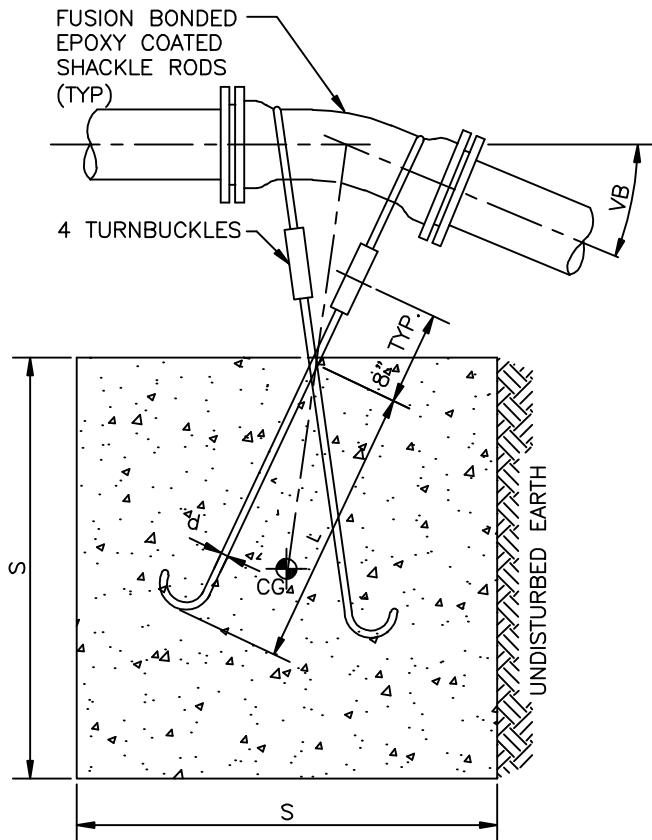 FUSION BONDED
EPOXY COATED
SHACKLE RODS
(TYP)
VB
4 TURNBUCKLES
8" TYP.
UNDISTURBED EARTH
S
d
L
CG
S